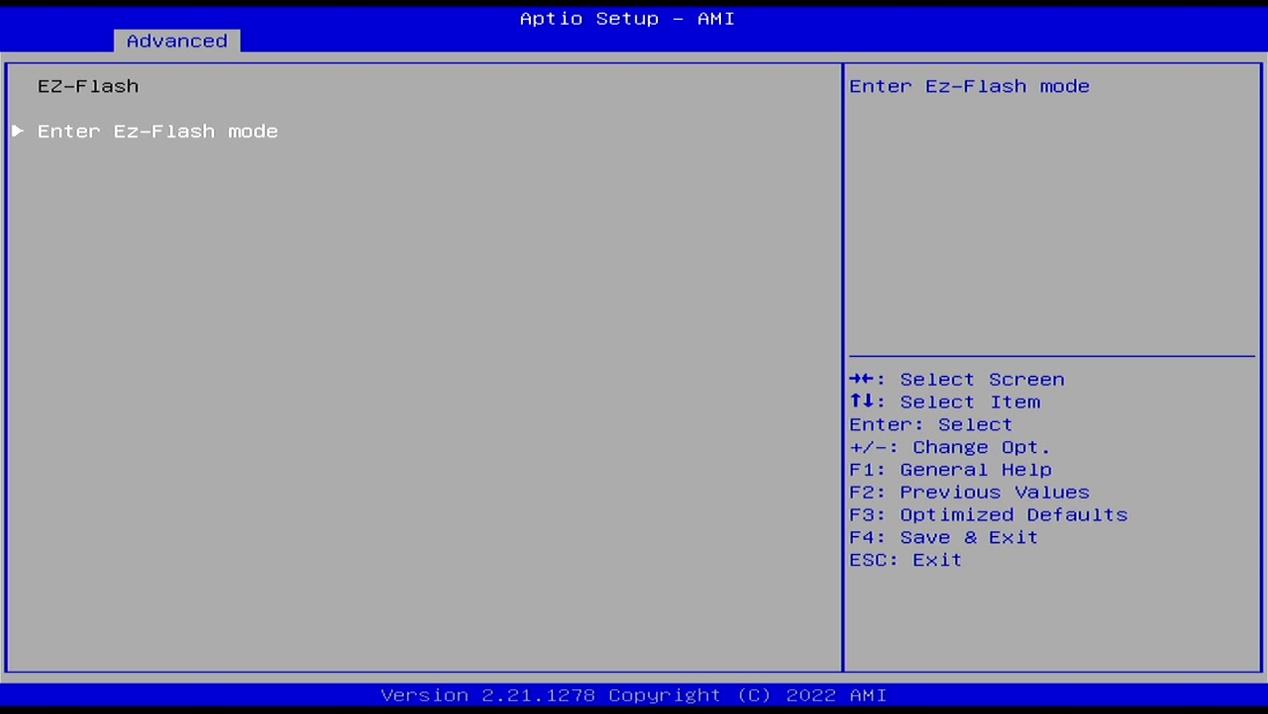 Aptio Setup – AMI
Advanced
EZ-Flash
Enter Ez-Flash mode
Enter Ez-Flash mode
→←: Select Screen
↑↓: Select Item
Enter: Select
+/-: Change Opt.
F1: General Help
F2: Previous Values
F3: Optimized Defaults
F4: Save & Exit
ESC: Exit
Version 2.21.1278 Copyright (C) 2022 AMI